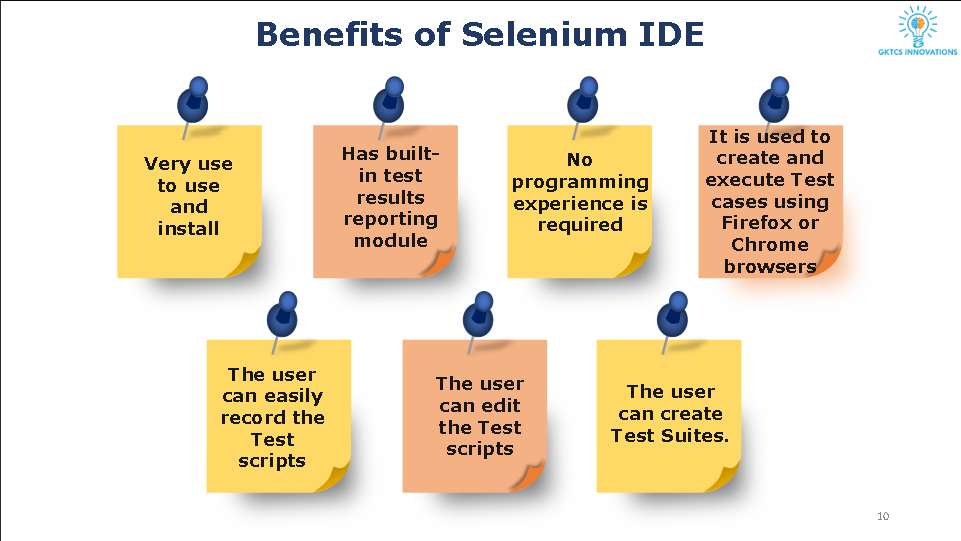 Benefits of Selenium IDE
GKTCS INNOVATIONS
Very use
to use
and
install
Has built-
in test
results
reporting
module
No
programming
experience is
required
It is used to
create and
execute Test
cases using
Firefox or
Chrome
browsers
The user
can easily
record the
Test
scripts
The user
can edit
the Test
scripts
The user
can create
Test Suites.
10